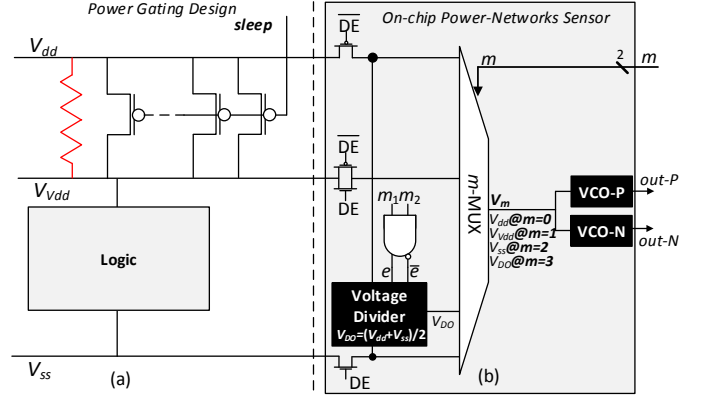 Power Gating Design
On-chip Power-Networks Sensor
sleep
V_dd
DE
m
2
m
DE
V_Vdd
DE
m1 m2
m-MUX
V_m
V_dd@m=0
V_Vdd@m=1
V_ss@m=2
V_DO@m=3
VCO-P
out-P
VCO-N
out-N
Logic
e
e
Voltage
Divider
V_DO=(V_dd+V_ss)/2
V_DO
V_ss
(a)
DE
(b)